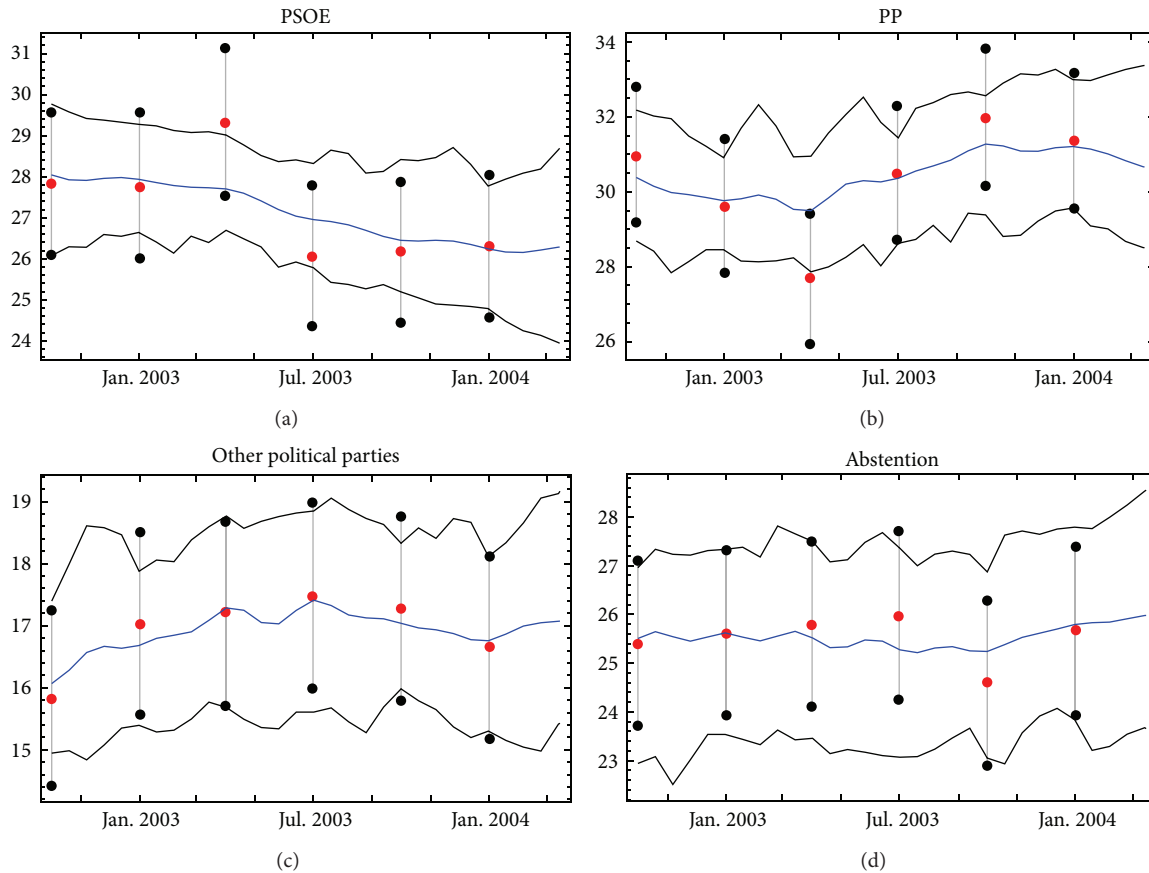 PSOE
31
30
29
28
27
26
25
24
Jan. 2003
Jul. 2003
Jan. 2004
(a)
PP
34
32
30
28
26
Jan. 2003
Jul. 2003
Jan. 2004
(b)
Other political parties
19
18
17
16
15
Jan. 2003
Jul. 2003
Jan. 2004
(c)
Abstention
28
27
26
25
24
23
Jan. 2003
Jul. 2003
Jan. 2004
(d)